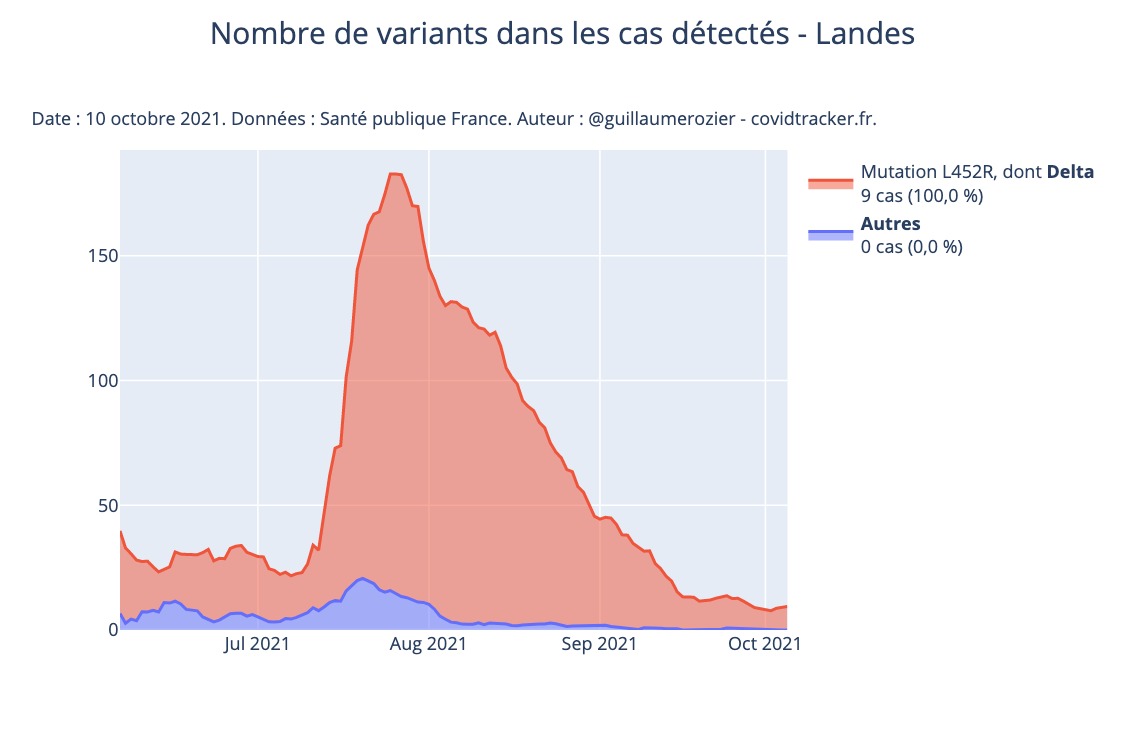 Nombre de variants dans les cas détectés - Landes
Date : 10 octobre 2021. Données : Santé publique France. Auteur : @guillaumerozier - covidtracker.fr.
Mutation L452R, dont Delta
9 cas (100,0 %)
Autres
0 cas (0,0 %)
150
100
50
0
Jul 2021 Aug 2021 Sep 2021 Oct 2021